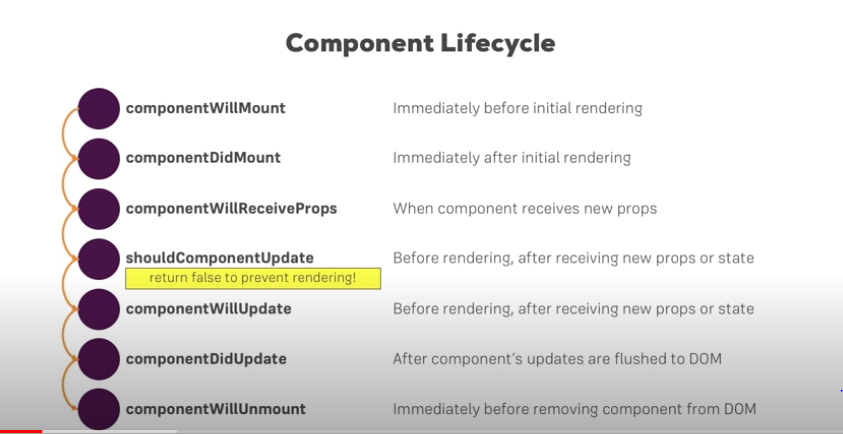 Component Lifecycle
componentWillMount Immediately before initial rendering
componentDidMount Immediately after initial rendering
componentWillReceiveProps When component receives new props
shouldComponentUpdate Before rendering, after receiving new props or state
return false to prevent rendering!
componentWillUpdate Before rendering, after receiving new props or state
componentDidUpdate After component's updates are flushed to DOM
componentWillUnmount Immediately before removing component from DOM